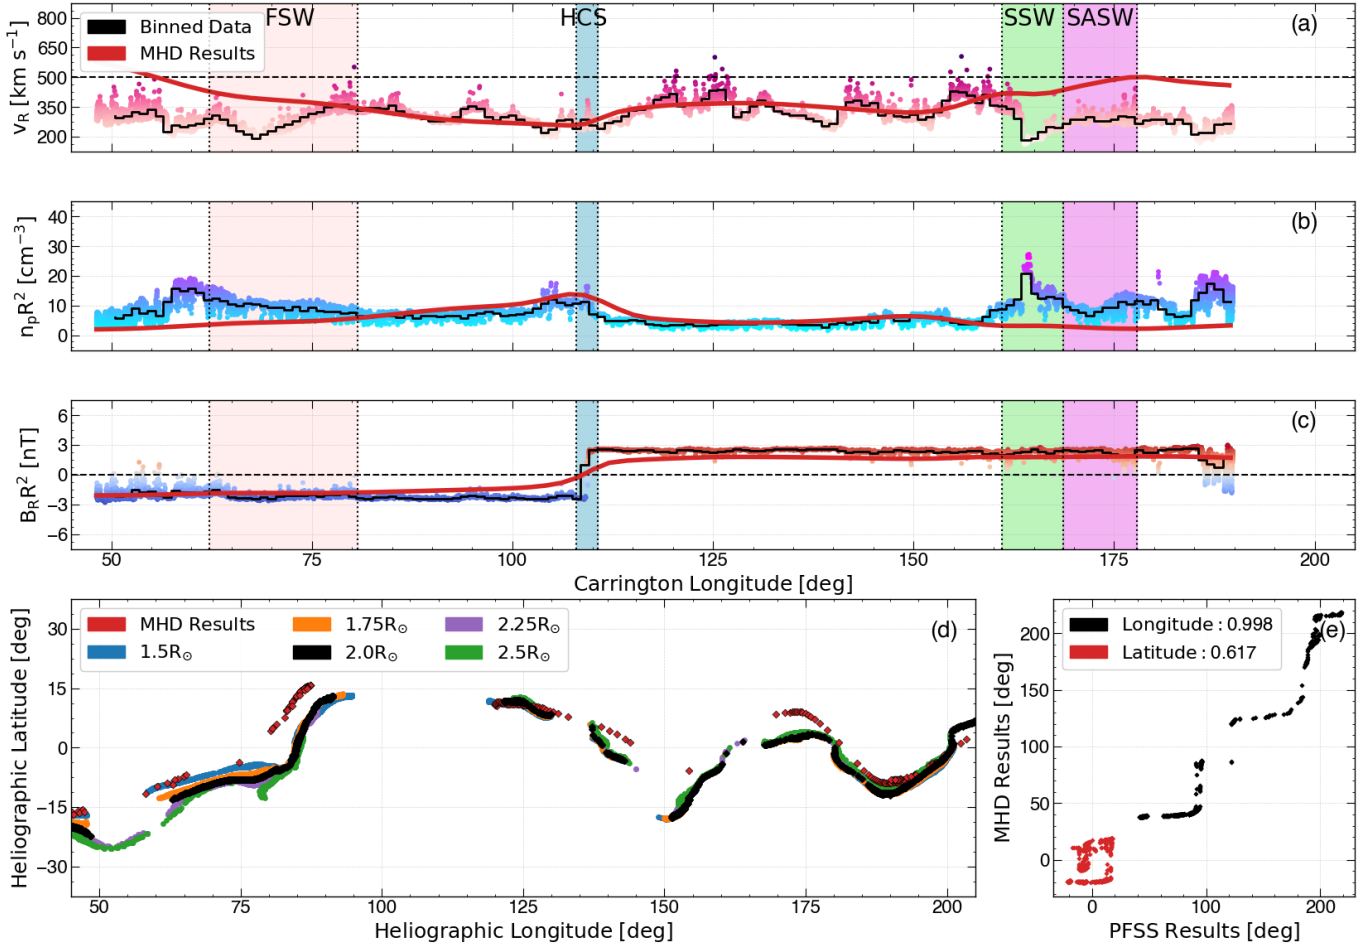 FSW
HCS
SSW SASW
(a)
Binned Data
MHD Results
800
650
500
350
200
v_R [km s⁻¹]
(b)
40
30
20
10
0
n_pR² [cm⁻³]
(c)
6
3
0
−3
−6
B_RR² [nT]
50 75 100 125 150 175 200
Carrington Longitude [deg]
MHD Results 1.75R☉ 2.25R☉
1.5R☉ 2.0R☉ 2.5R☉
(d)
30
15
0
−15
−30
Heliographic Latitude [deg]
50 75 100 125 150 175 200
Heliographic Longitude [deg]
Longitude : 0.998
Latitude : 0.617
(e)
200
150
100
50
0
MHD Results [deg]
0 100 200
PFSS Results [deg]